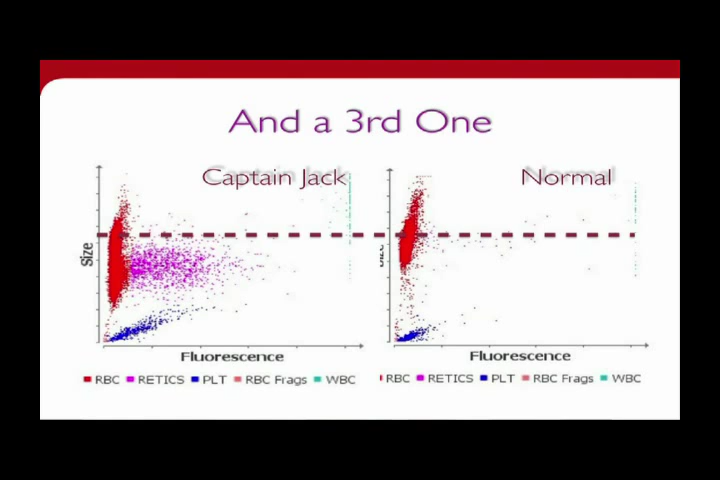 And a 3rd One
Captain Jack
Normal
Size
Fluorescence
RBC RETICS PLT RBC Frags WBC
Fluorescence
RBC RETICS PLT RBC Frags WBC